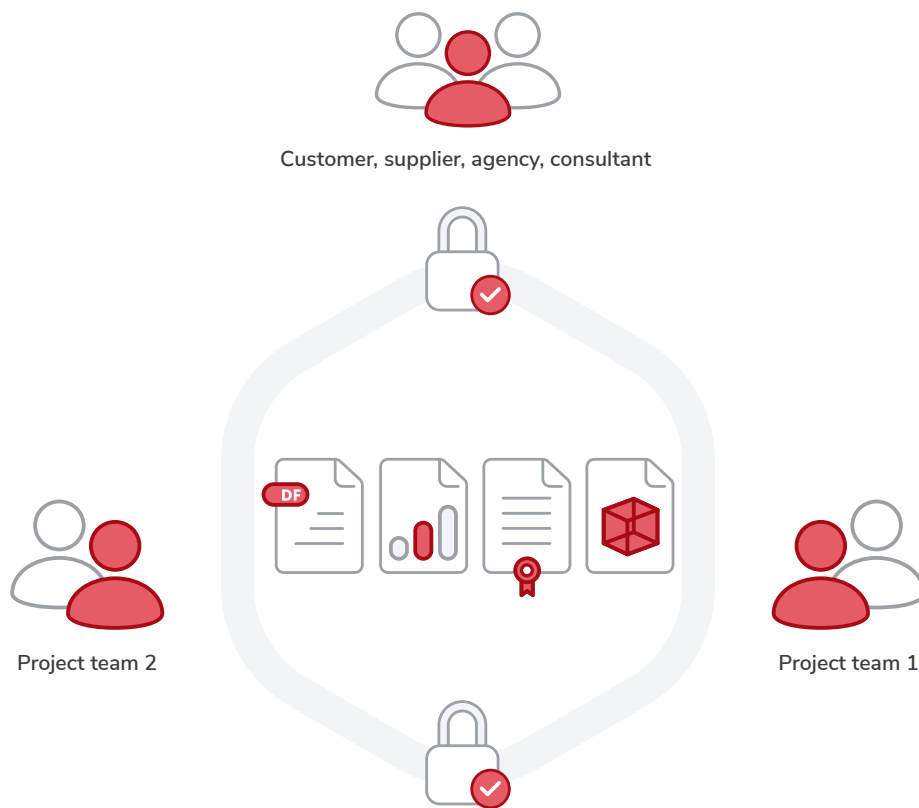 Customer, supplier, agency, consultant
DF
Project team 2
Project team 1